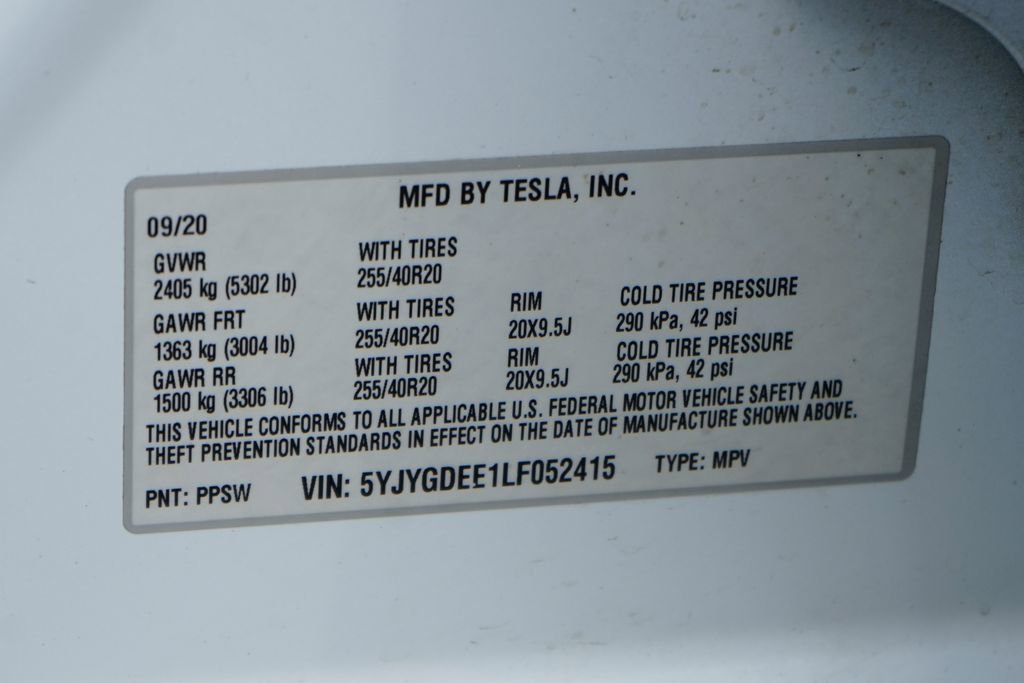 MFD BY TESLA, INC.
09/20
GVWR WITH TIRES
2405 kg (5302 lb) 255/40R20
GAWR FRT WITH TIRES RIM COLD TIRE PRESSURE
1363 kg (3004 lb) 255/40R20 20X9.5J 290 kPa, 42 psi
GAWR RR WITH TIRES RIM COLD TIRE PRESSURE
1500 kg (3306 lb) 255/40R20 20X9.5J 290 kPa, 42 psi
THIS VEHICLE CONFORMS TO ALL APPLICABLE U.S. FEDERAL MOTOR VEHICLE SAFETY AND
THEFT PREVENTION STANDARDS IN EFFECT ON THE DATE OF MANUFACTURE SHOWN ABOVE.
PNT: PPSW VIN: 5YJYGDEE1LF052415 TYPE: MPV